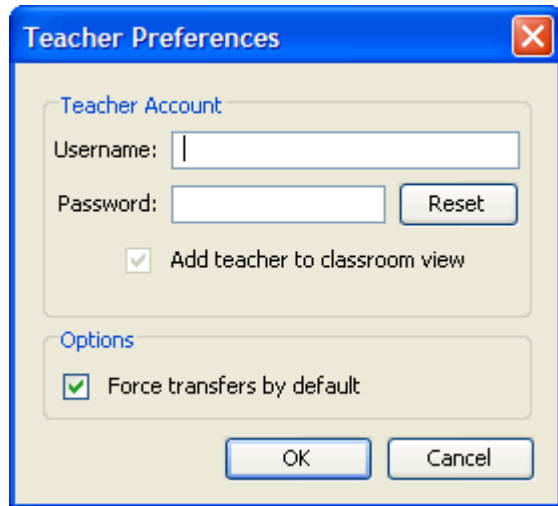 Teacher Preferences
Teacher Account
Username:
Password:
Reset
Add teacher to classroom view
Options
Force transfers by default
OK
Cancel